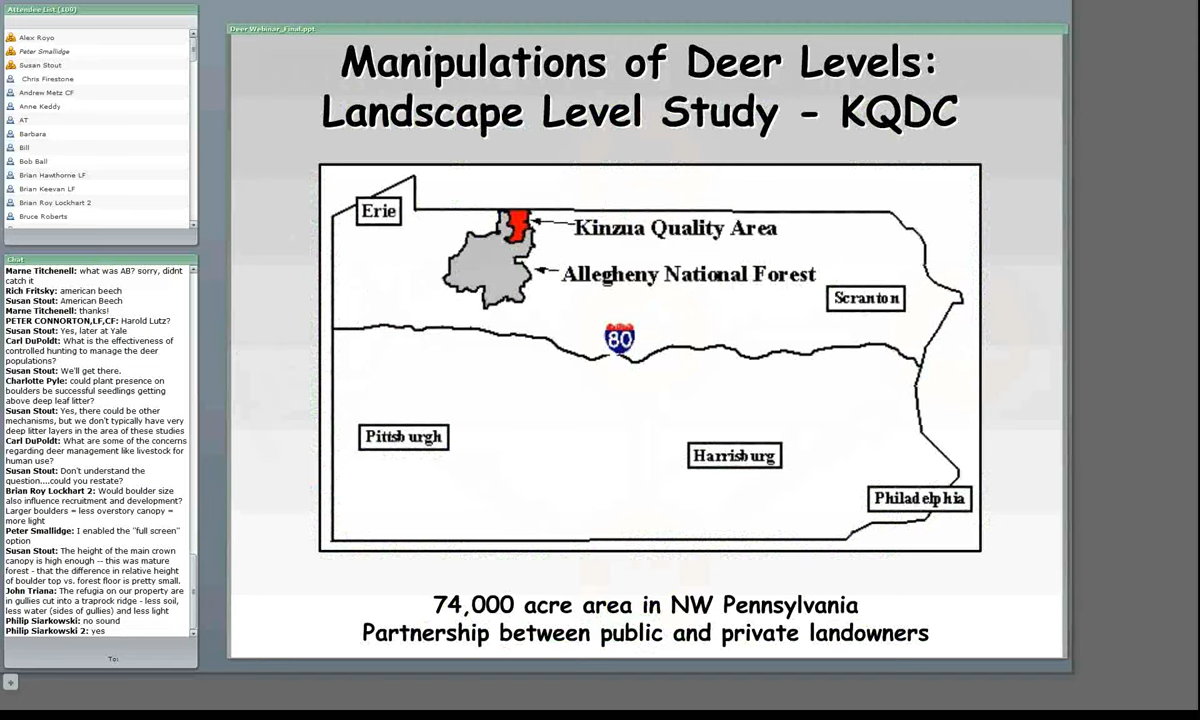 Attendee List (109)
Alex Royo
Peter Smallidge
Susan Stout
Chris Firestone
Andrew Metz CF
Anne Keddy
AT
Barbara
Bill
Bob Ball
Brian Hawthorne LF
Brian Keevan LF
Brian Roy Lockhart 2
Bruce Roberts
Chat
Marne Titchenell: what was AB? sorry, didnt
catch it
Rich Fritsky: american beech
Susan Stout: American Beech
Marne Titchenell: thanks!
PETER CONNORTON,LF,CF: Harold Lutz?
Susan Stout: Yes, later at Yale
Carl DuPoldt: What is the effectiveness of
controlled hunting to manage the deer
populations?
Susan Stout: We'll get there.
Charlotte Pyle: could plant presence on
boulders be successful seedlings getting
above deep leaf litter?
Susan Stout: Yes, there could be other
mechanisms, but we don't typically have very
deep litter layers in the area of these studies
Carl DuPoldt: What are some of the concerns
regarding deer management like livestock for
human use?
Susan Stout: Don't understand the
question....could you restate?
Brian Roy Lockhart 2: Would boulder size
also influence recruitment and development?
Larger boulders = less overstory canopy =
more light
Peter Smallidge: I enabled the "full screen"
option
Susan Stout: The height of the main crown
canopy is high enough -- this was mature
forest - that the difference in relative height
of boulder top vs. forest floor is pretty small.
John Triana: The refugia on our property are
in gullies cut into a traprock ridge - less soil,
less water (sides of gullies) and less light
Philip Siarkowski: no sound
Philip Siarkowski 2: yes
To:
Deer Webinar_Final.ppt
Manipulations of Deer Levels:
Landscape Level Study - KQDC
Erie
Kinzua Quality Area
Allegheny National Forest
Scranton
80
Pittsburgh
Harrisburg
Philadelphia
74,000 acre area in NW Pennsylvania
Partnership between public and private landowners